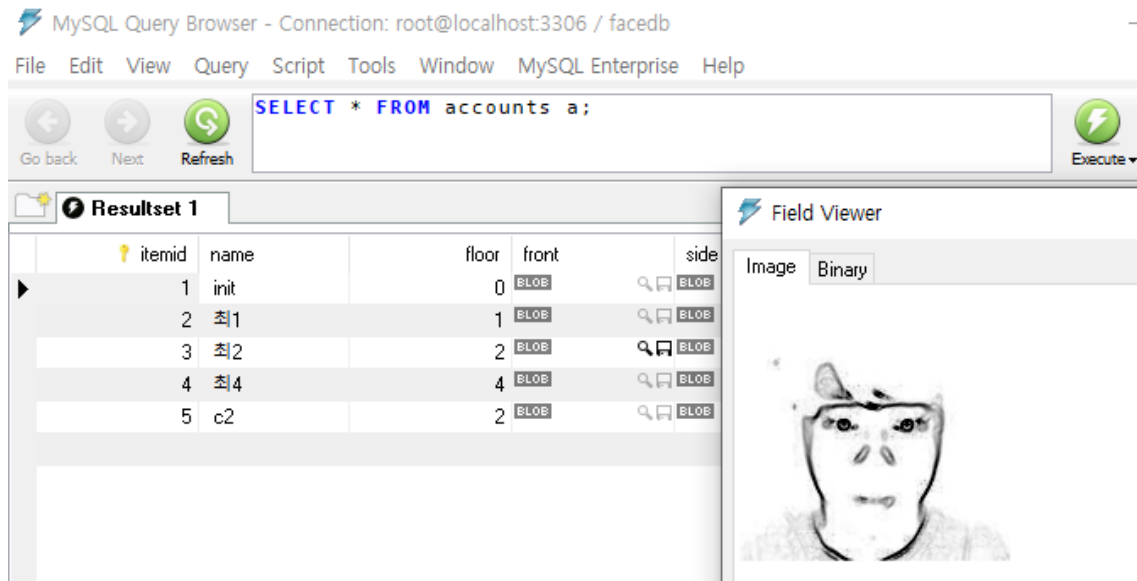 MySQL Query Browser - Connection: root@localhost:3306 / facedb
File Edit View Query Script Tools Window MySQL Enterprise Help
SELECT * FROM accounts a;
Go back Next Refresh Execute
Resultset 1
Field Viewer
Image Binary
itemid name floor front side
1 init 0 BLOB BLOB
2 최1 1 BLOB BLOB
3 최2 2 BLOB BLOB
4 최4 4 BLOB BLOB
5 c2 2 BLOB BLOB